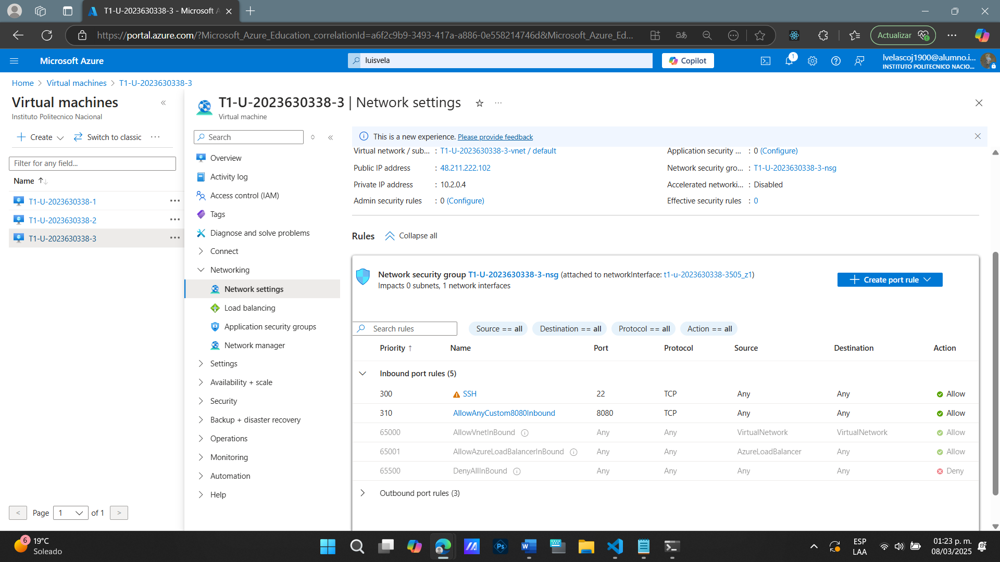 T1-U-2023630338-3 - Microsoft A
https://portal.azure.com/?Microsoft_Azure_Education_correlationId=a6f2c9b9-3493-417a-a886-0e558214746d&Microsoft_Azure_Ed...
Actualizar
Microsoft Azure
luisvela
Copilot
1
lvelascoj1900@alumno.i...
INSTITUTO POLITECNICO NACIO...
Home > Virtual machines > T1-U-2023630338-3
Virtual machines
Instituto Politecnico Nacional
Create
Switch to classic
Filter for any field...
Name
T1-U-2023630338-1
T1-U-2023630338-2
T1-U-2023630338-3
< Page 1 of 1 >
T1-U-2023630338-3 | Network settings
Virtual machine
Search
Overview
Activity log
Access control (IAM)
Tags
Diagnose and solve problems
Connect
Networking
Network settings
Load balancing
Application security groups
Network manager
Settings
Availability + scale
Security
Backup + disaster recovery
Operations
Monitoring
Automation
Help
This is a new experience. Please provide feedback
Virtual network / sub... : T1-U-2023630338-3-vnet / default
Public IP address : 48.211.222.102
Private IP address : 10.2.0.4
Admin security rules : 0 (Configure)
Application security ... : 0 (Configure)
Network security gro... : T1-U-2023630338-3-nsg
Accelerated networki... : Disabled
Effective security rules : 0
Rules Collapse all
Network security group T1-U-2023630338-3-nsg (attached to networkInterface: t1-u-2023630338-3505_z1)
Impacts 0 subnets, 1 network interfaces
Create port rule
Search rules Source == all Destination == all Protocol == all Action == all
Priority ↑ Name Port Protocol Source Destination Action
Inbound port rules (5)
300 SSH 22 TCP Any Any Allow
310 AllowAnyCustom8080Inbound 8080 TCP Any Any Allow
65000 AllowVnetInBound Any Any VirtualNetwork VirtualNetwork Allow
65001 AllowAzureLoadBalancerInBound Any Any AzureLoadBalancer Any Allow
65500 DenyAllInBound Any Any Any Any Deny
Outbound port rules (3)
6
19°C
Soleado
ESP
LAA
01:23 p. m.
08/03/2025